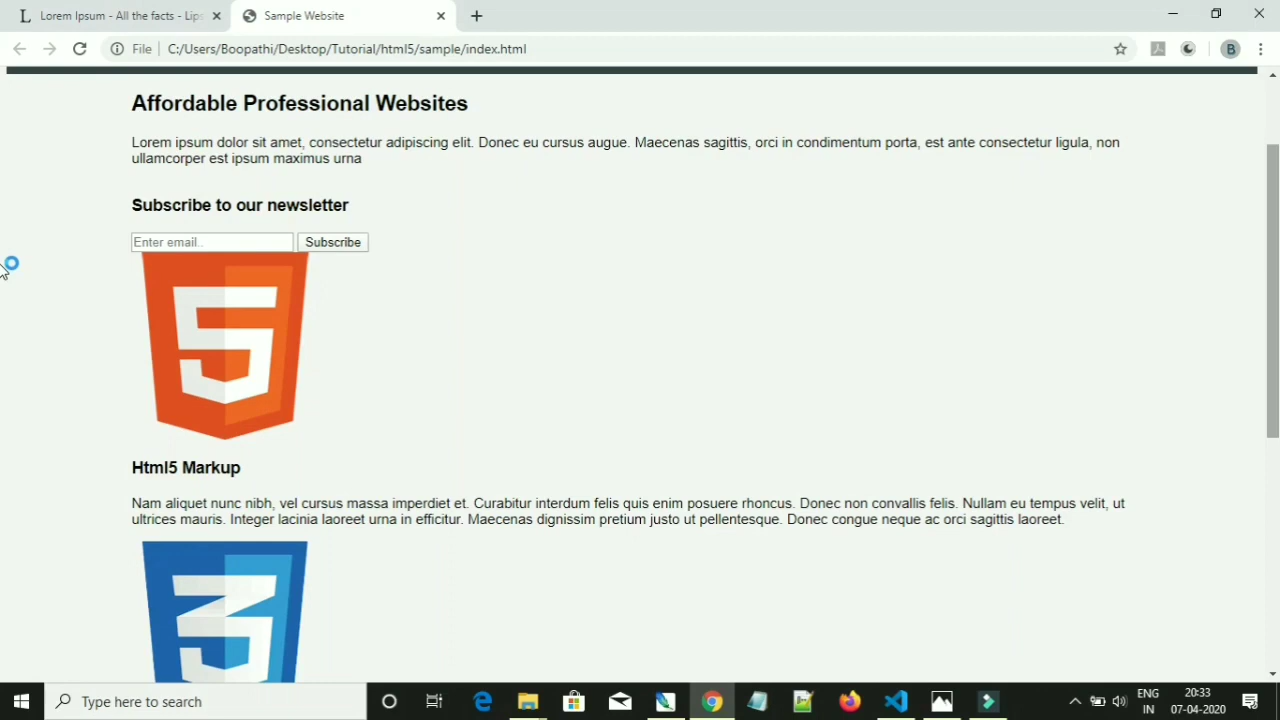 Lorem Ipsum - All the facts - Lips
Sample Website
File
C:/Users/Boopathi/Desktop/Tutorial/html5/sample/index.html
B
Affordable Professional Websites
Lorem ipsum dolor sit amet, consectetur adipiscing elit. Donec eu cursus augue. Maecenas sagittis, orci in condimentum porta, est ante consectetur ligula, non
ullamcorper est ipsum maximus urna
Subscribe to our newsletter
Enter email..
Subscribe
Html5 Markup
Nam aliquet nunc nibh, vel cursus massa imperdiet et. Curabitur interdum felis quis enim posuere rhoncus. Donec non convallis felis. Nullam eu tempus velit, ut
ultrices mauris. Integer lacinia laoreet urna in efficitur. Maecenas dignissim pretium justo ut pellentesque. Donec congue neque ac orci sagittis laoreet.
Type here to search
ENG
IN
20:33
07-04-2020